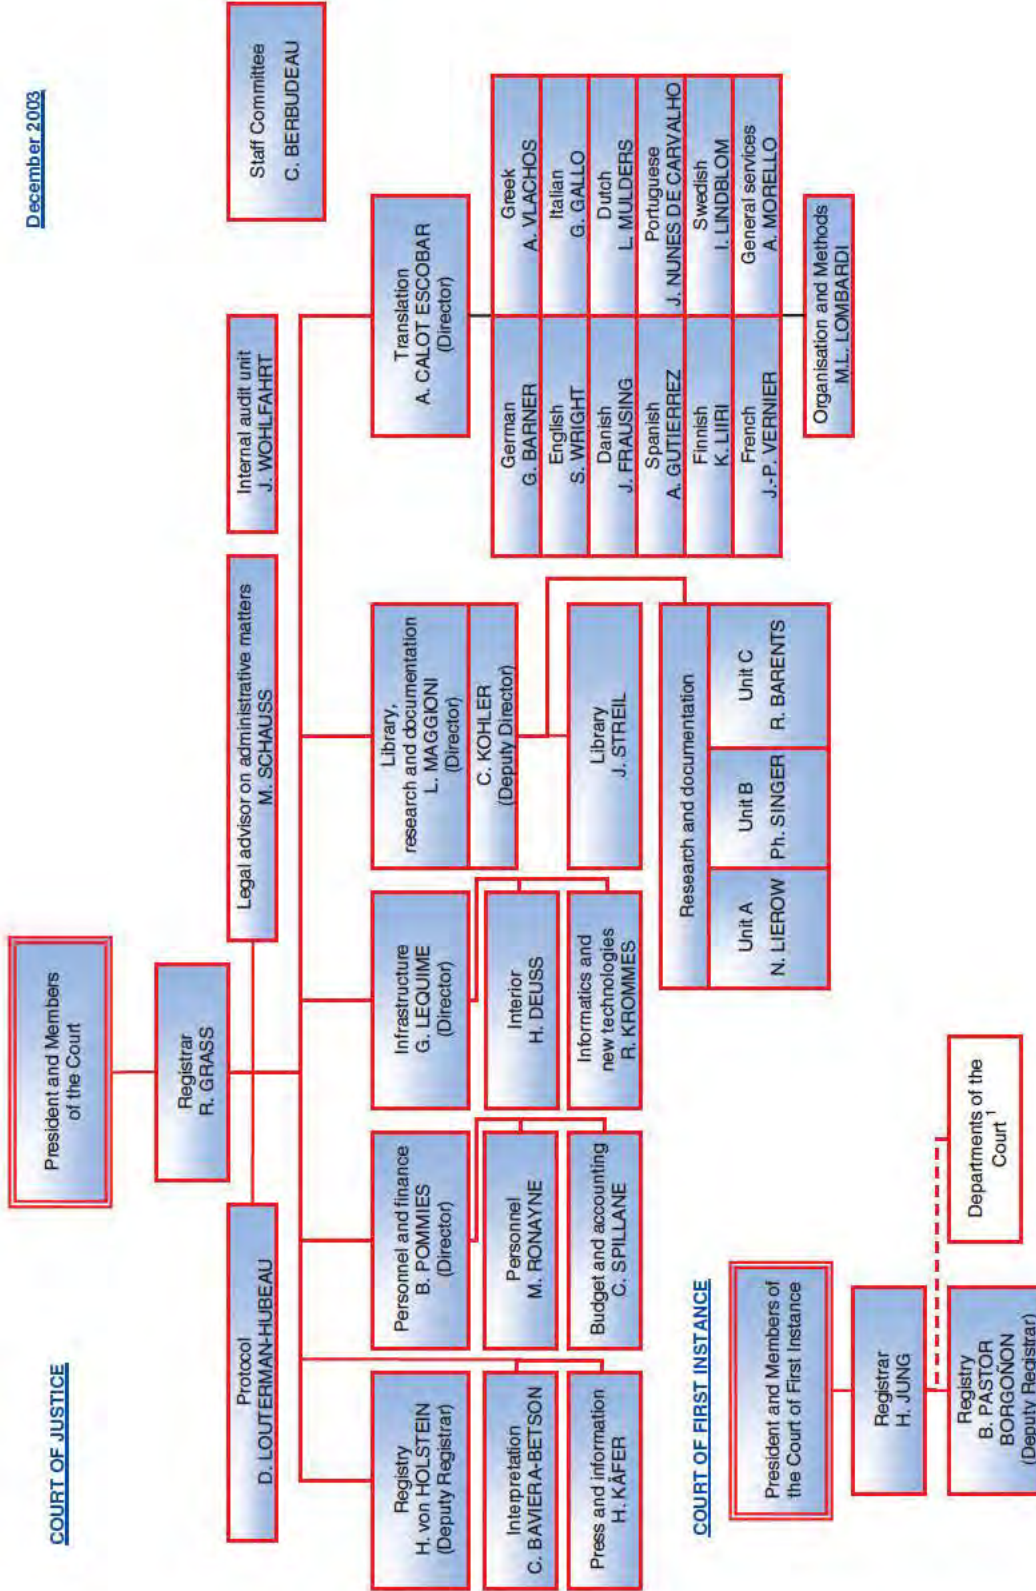 December 2003
COURT OF JUSTICE
President and Members
of the Court
Registrar
R. GRASS
Protocol
D. LOUTERMAN-HUBEAU
Legal advisor on administrative matters
M. SCHAUSS
Internal audit unit
J. WOHLFAHRT
Staff Committee
C. BERBUDEAU
Registry
H. von HOLSTEIN
(Deputy Registrar)
Interpretation
C. BAVIERA-BETSON
Press and information
H. KÄFER
Personnel and finance
B. POMMIES
(Director)
Personnel
M. RONAYNE
Budget and accounting
C. SPILLANE
Infrastructure
G. LEQUIME
(Director)
Interior
H. DEUSS
Informatics and
new technologies
R. KROMMES
Library,
research and documentation
L. MAGGIONI
(Director)
C. KOHLER
(Deputy Director)
Library
J. STREIL
Research and documentation
Unit A
N. LIEROW
Unit B
Ph. SINGER
Unit C
R. BARENTS
Translation
A. CALOT ESCOBAR
(Director)
German
G. BARNER
Greek
A. VLACHOS
English
S. WRIGHT
Italian
G. GALLO
Danish
J. FRAUSING
Dutch
L. MULDERS
Spanish
A. GUTIERREZ
Portuguese
J. NUNES DE CARVALHO
Finnish
K. LIIRI
Swedish
I. LINDBLOM
French
J.-P. VERNIER
General services
A. MORELLO
Organisation and Methods
M.L. LOMBARDI
COURT OF FIRST INSTANCE
President and Members of
the Court of First Instance
Registrar
H. JUNG
Registry
B. PASTOR
BORGOÑON
(Deputy Registrar)
Departments of the
Court 1